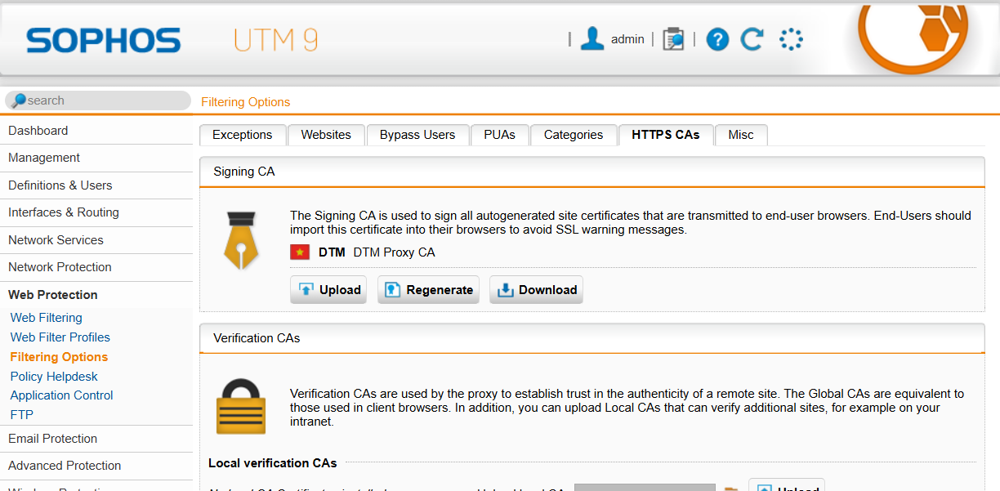 SOPHOS UTM 9 | admin | |
search Filtering Options
Dashboard
Management
Definitions & Users
Interfaces & Routing
Network Services
Network Protection
Web Protection
Web Filtering
Web Filter Profiles
Filtering Options
Policy Helpdesk
Application Control
FTP
Email Protection
Advanced Protection
Exceptions Websites Bypass Users PUAs Categories HTTPS CAs Misc
Signing CA
The Signing CA is used to sign all autogenerated site certificates that are transmitted to end-user browsers. End-Users should
import this certificate into their browsers to avoid SSL warning messages.
DTM DTM Proxy CA
Upload Regenerate Download
Verification CAs
Verification CAs are used by the proxy to establish trust in the authenticity of a remote site. The Global CAs are equivalent to
those used in client browsers. In addition, you can upload Local CAs that can verify additional sites, for example on your
intranet.
Local verification CAs
Upload